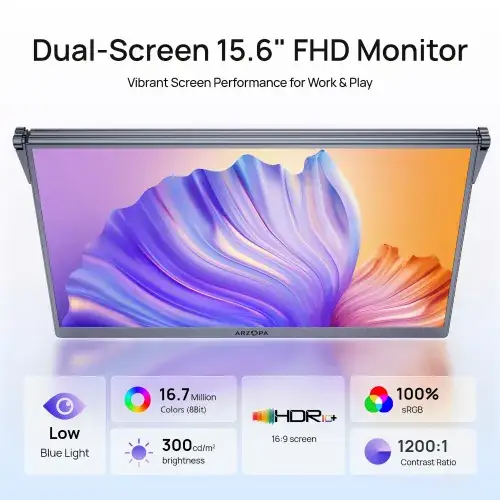 Dual-Screen 15.6" FHD Monitor
Vibrant Screen Performance for Work & Play
ARZOPA
Low
Blue Light
16.7 Million
Colors (8Bit)
300cd/m²
brightness
HDR10+
16:9 screen
100%
sRGB
1200:1
Contrast Ratio